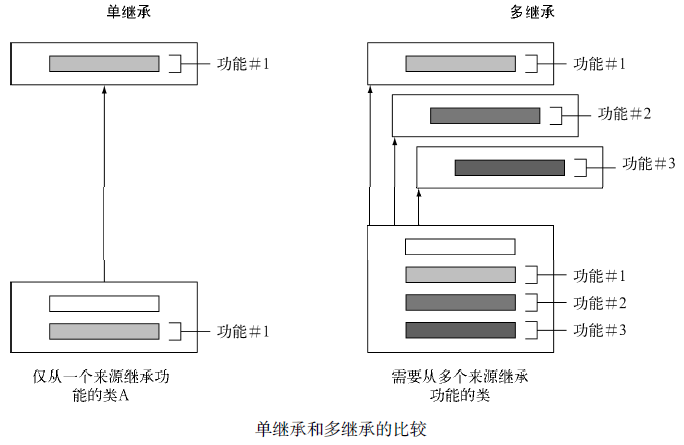 单继承
多继承
功能＃1
功能＃1
功能＃2
功能＃3
功能＃1
功能＃1
功能＃2
功能＃3
仅从一个来源继承功
能的类A
需要从多个来源继承
功能的类
单继承和多继承的比较